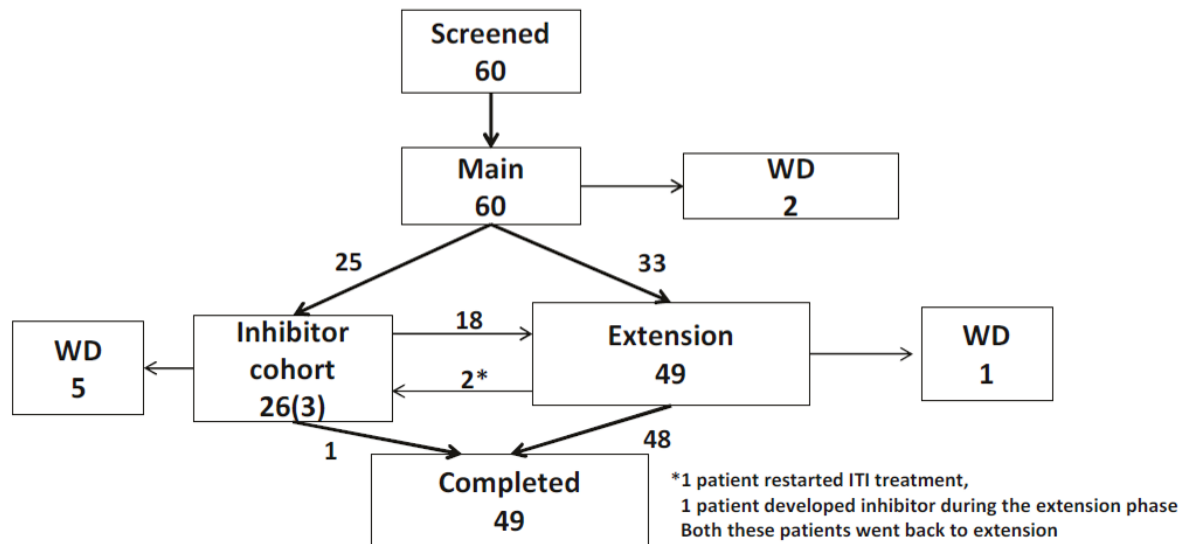 Screened
60
Main
60
WD
2
25
33
WD
5
Inhibitor
cohort
26(3)
18
2*
Extension
49
WD
1
1
48
Completed
49
*1 patient restarted ITI treatment,
1 patient developed inhibitor during the extension phase
Both these patients went back to extension